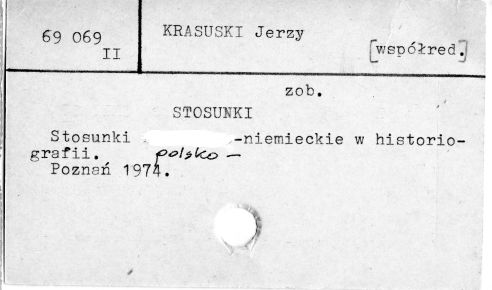 69 069
II
KRASUSKI Jerzy
[współred.]
zob.
STOSUNKI
Stosunki -niemieckie w historio-
grafii. polsko-
Poznań 1974.